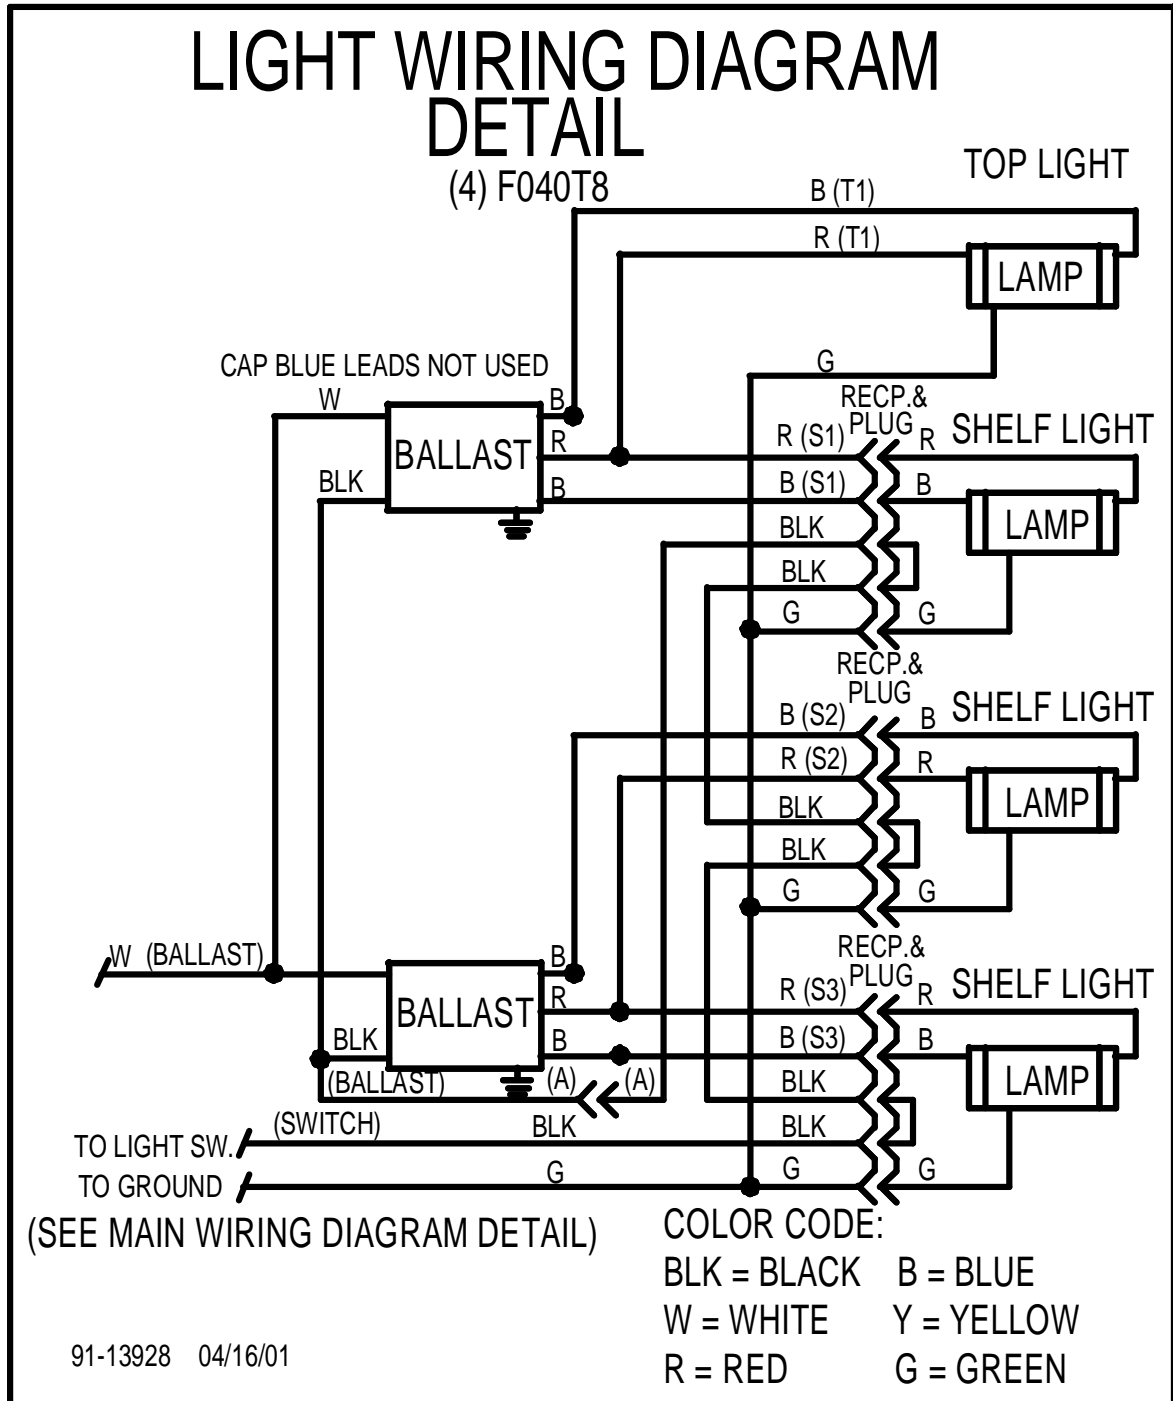 LIGHT WIRING DIAGRAM
DETAIL
(4) F040T8
TOP LIGHT
B (T1)
R (T1)
LAMP
G
CAP BLUE LEADS NOT USED
W
B
RECP.&
PLUG
SHELF LIGHT
BALLAST
R
R (S1)
R
BLK
B
B (S1)
B
LAMP
BLK
BLK
G
G
RECP.&
PLUG
SHELF LIGHT
B (S2)
B
R (S2)
R
LAMP
BLK
BLK
G
G
RECP.&
PLUG
SHELF LIGHT
W (BALLAST)
B
BALLAST
R
R (S3)
R
BLK
B
B (S3)
B
(BALLAST)
(A)
(A)
BLK
LAMP
(SWITCH)
BLK
BLK
TO LIGHT SW.
TO GROUND
G
G
G
(SEE MAIN WIRING DIAGRAM DETAIL)
COLOR CODE:
BLK = BLACK B = BLUE
W = WHITE Y = YELLOW
R = RED G = GREEN
91-13928 04/16/01